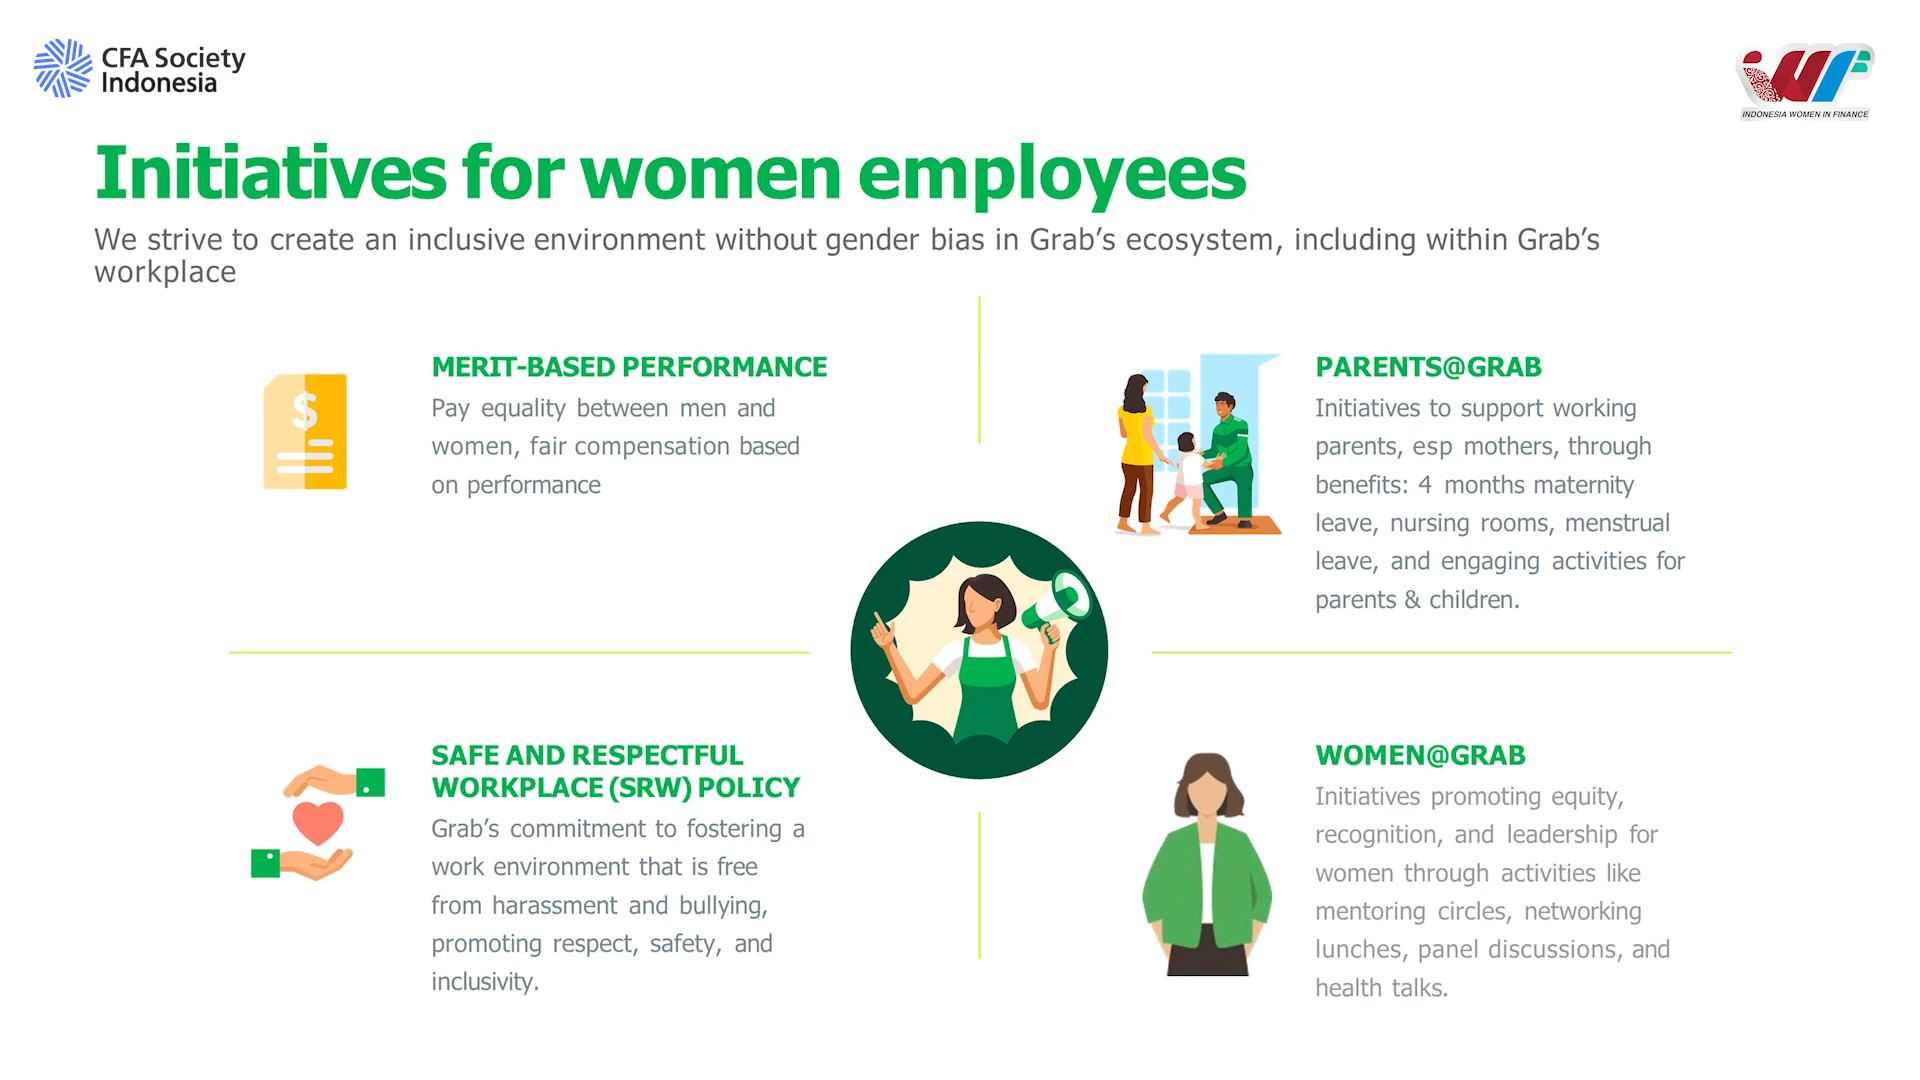 CFA Society
Indonesia
INDONESIA WOMEN IN FINANCE
Initiatives for women employees
We strive to create an inclusive environment without gender bias in Grab’s ecosystem, including within Grab’s
workplace
MERIT-BASED PERFORMANCE
Pay equality between men and
women, fair compensation based
on performance
PARENTS@GRAB
Initiatives to support working
parents, esp mothers, through
benefits: 4 months maternity
leave, nursing rooms, menstrual
leave, and engaging activities for
parents & children.
SAFE AND RESPECTFUL
WORKPLACE (SRW) POLICY
Grab’s commitment to fostering a
work environment that is free
from harassment and bullying,
promoting respect, safety, and
inclusivity.
WOMEN@GRAB
Initiatives promoting equity,
recognition, and leadership for
women through activities like
mentoring circles, networking
lunches, panel discussions, and
health talks.